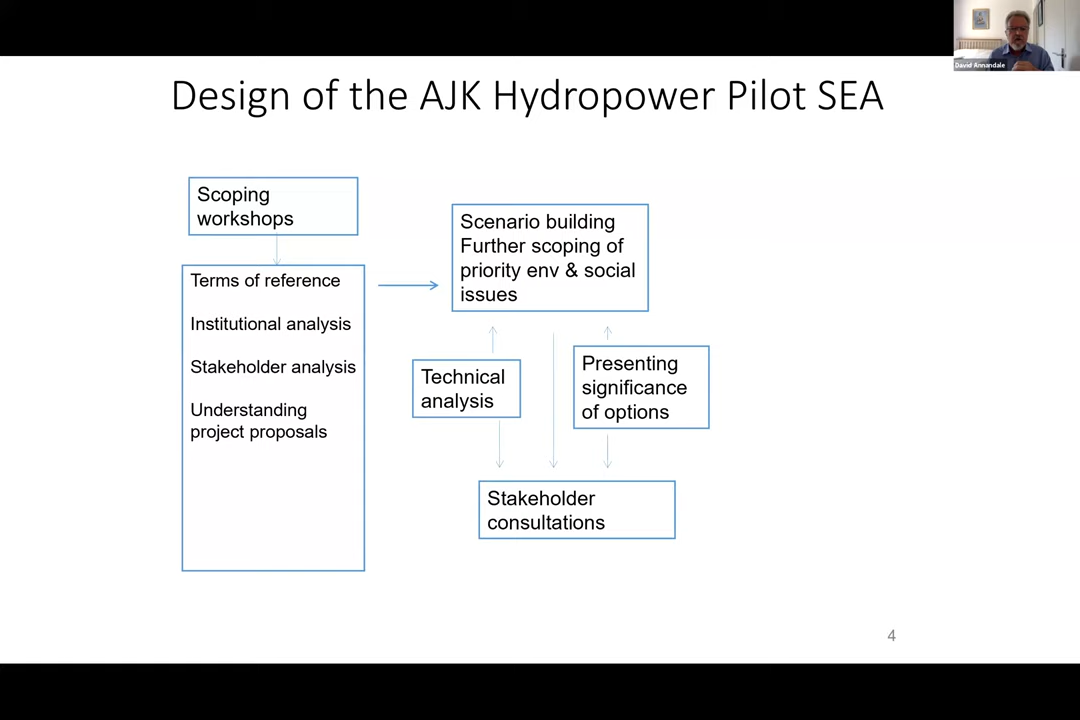 David Annandale
Design of the AJK Hydropower Pilot SEA
Scoping
workshops
Terms of reference
Institutional analysis
Stakeholder analysis
Understanding
project proposals
Scenario building
Further scoping of
priority env & social
issues
Technical
analysis
Presenting
significance
of options
Stakeholder
consultations
4